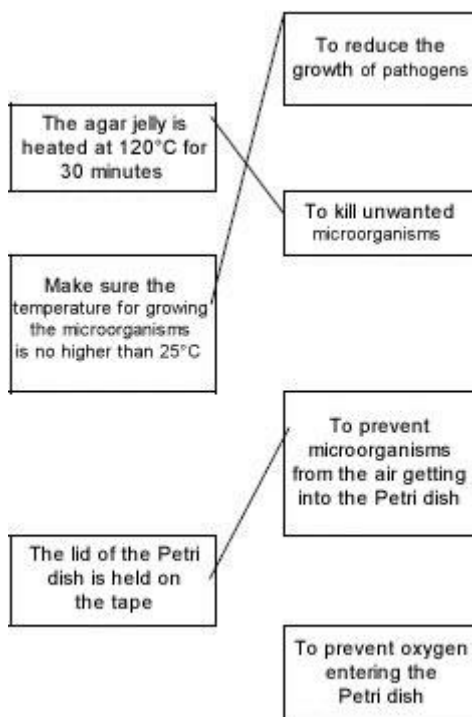 To reduce the
growth of pathogens
The agar jelly is
heated at 120°C for
30 minutes
To kill unwanted
microorganisms
Make sure the
temperature for growing
the microorganisms
is no higher than 25°C
To prevent
microorganisms
from the air getting
into the Petri dish
The lid of the Petri
dish is held on
the tape
To prevent oxygen
entering the
Petri dish